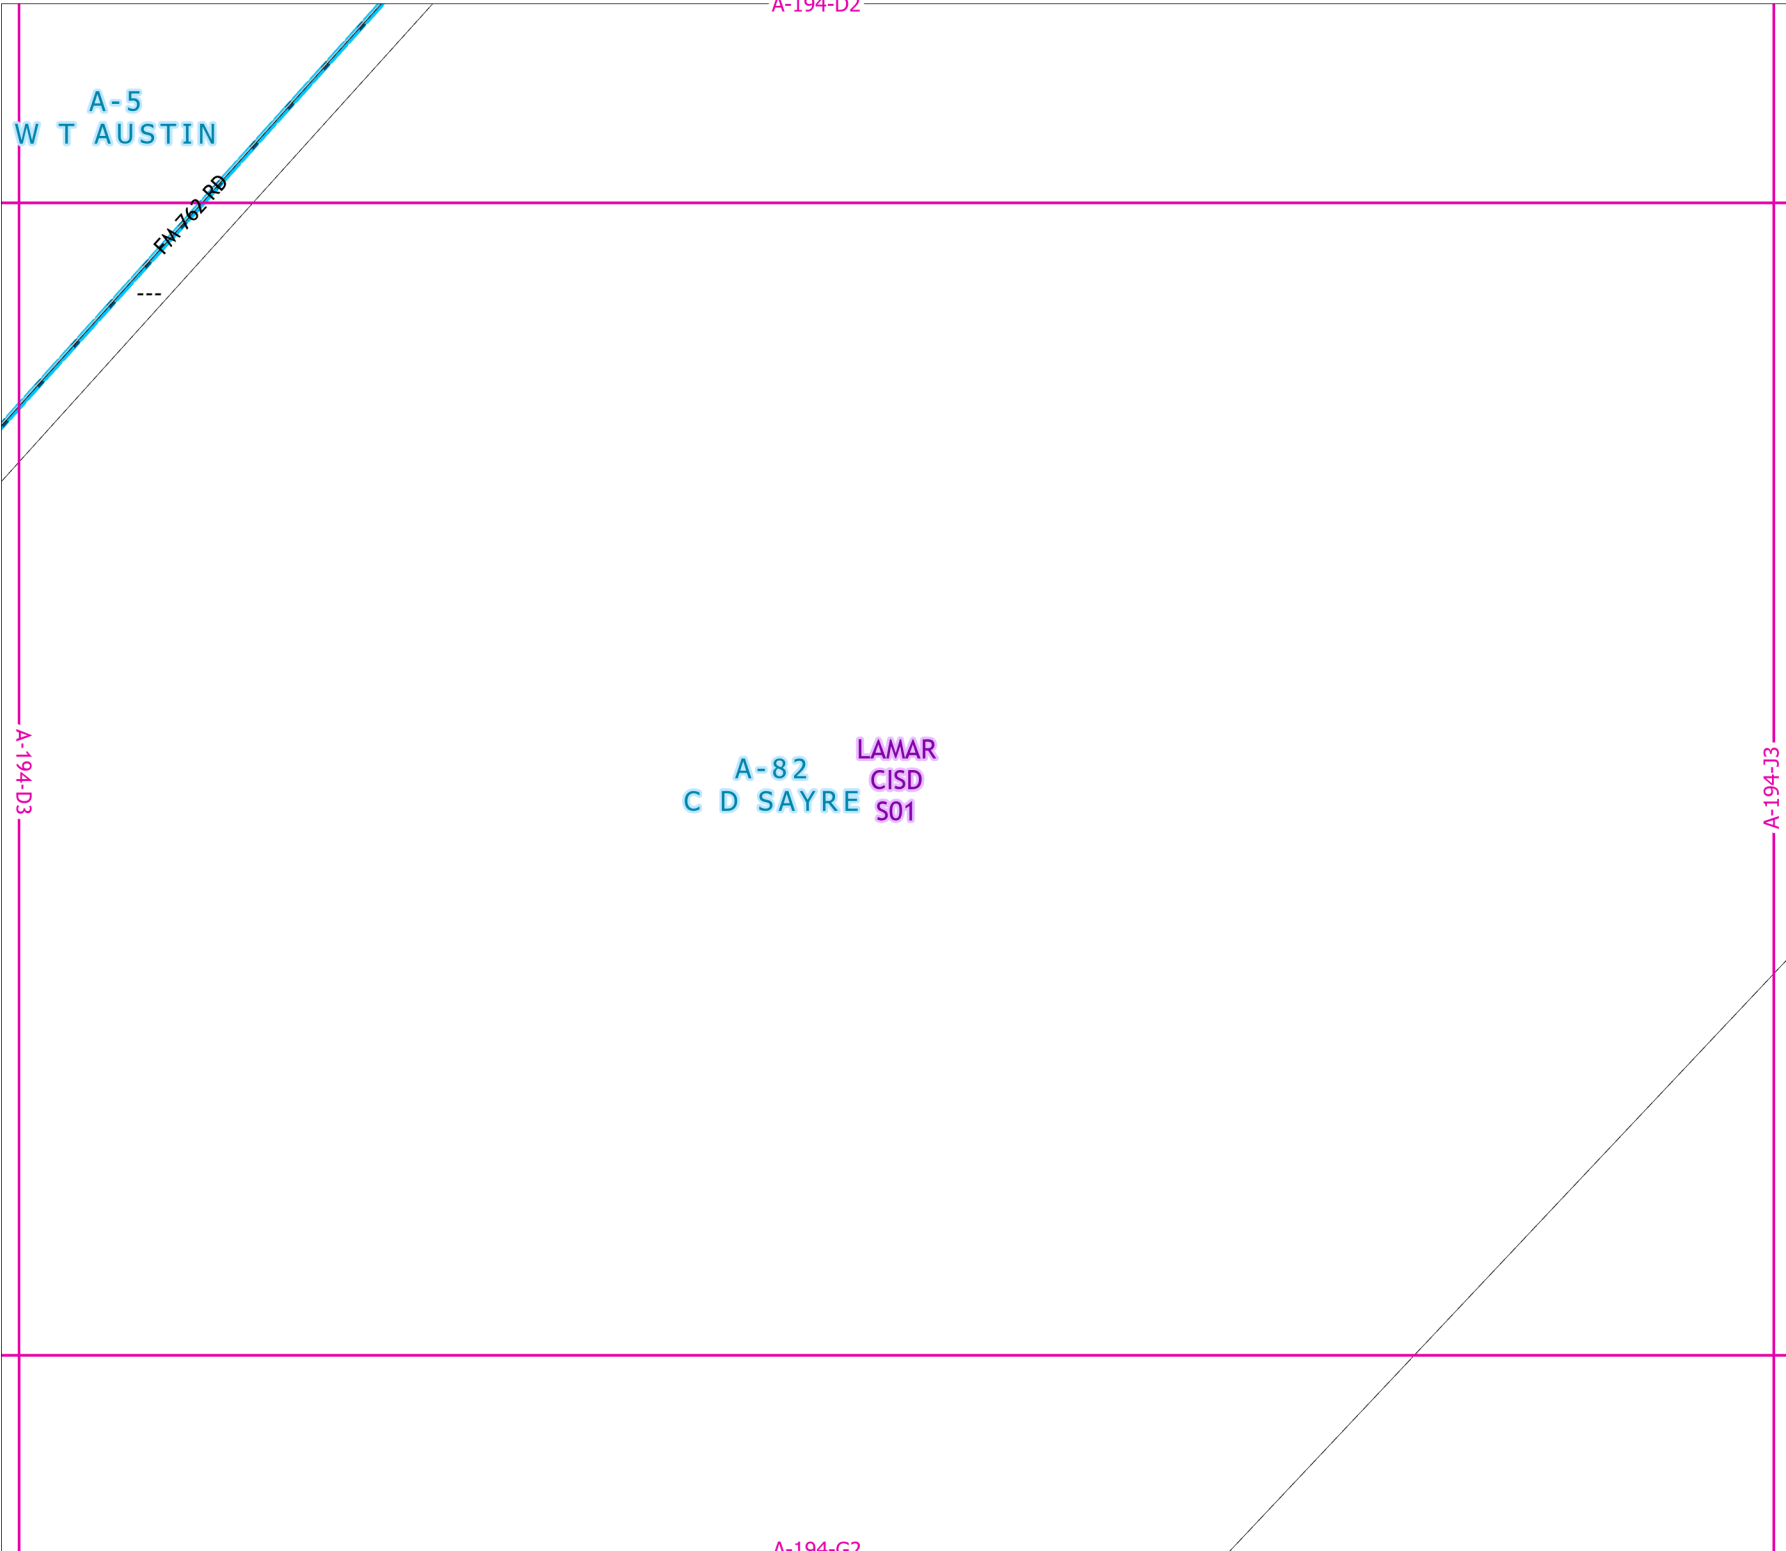 A-194-D2
A-5
W T AUSTIN
FM 762 RD
---
A-194-D3
A-82
C D SAYRE
LAMAR
CISD
S01
A-194-J3
A-194-G2